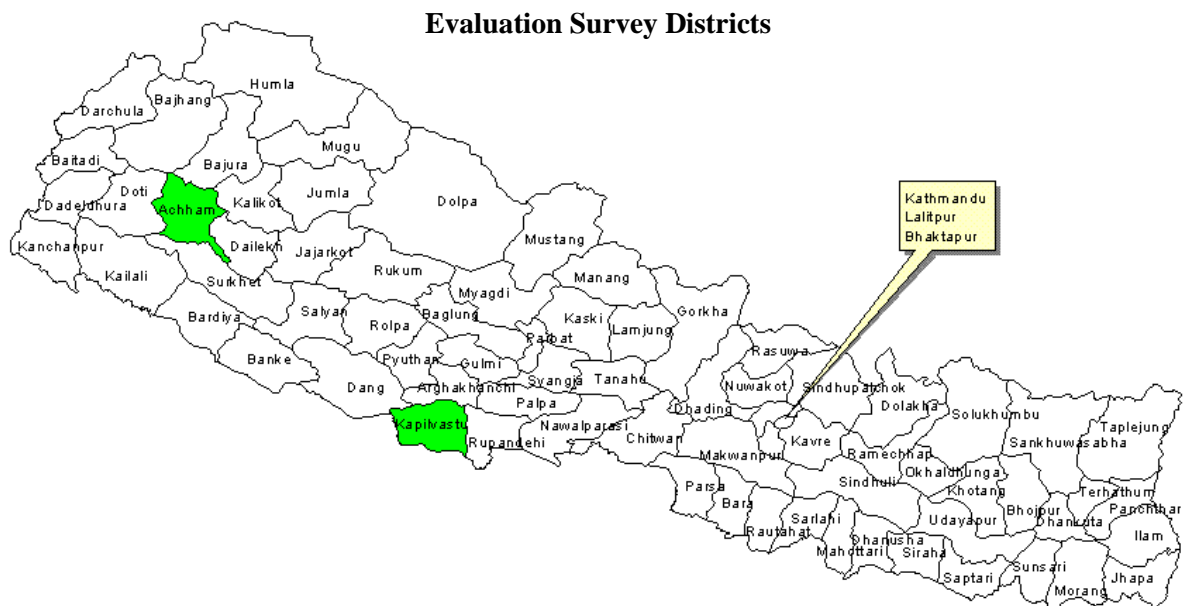 Evaluation Survey Districts
Humla
Darchula
Bajhang
Mugu
Baitadi
Bajura
Doti
Jumla
Dadeldhura
Achham
Kalikot
Dolpa
Kathmandu
Lalitpur
Bhaktapur
Kanchanpur
Dailekh
Jajarkot
Mustang
Kailali
Surkhet
Rukum
Manang
Myagdi
Bardiya
Salyan
Rolpa
Baglung
Kaski
Lamjung
Gorkha
Parbat
Banke
Pyuthan
Gulmi
Rasuwa
Dang
Arghakhanchi
Syangja
Tanahu
Nuwakot
Sindhupalchok
Palpa
Dhading
Dolakha
Solukhumbu
Kapilvastu
Rupandehi
Nawalparasi
Chitwan
Makwanpur
Kavre
Ramechhap
Sankhuwasabha
Taplejung
Okhaldhunga
Parsa
Sindhuli
Khotang
Terhathum
Bara
Bhojpur
Panchthar
Rautahat
Sarlahi
Udayapur
Dhankuta
Mahottari
Dhanusha
Siraha
Ilam
Saptari
Sunsari
Morang
Jhapa